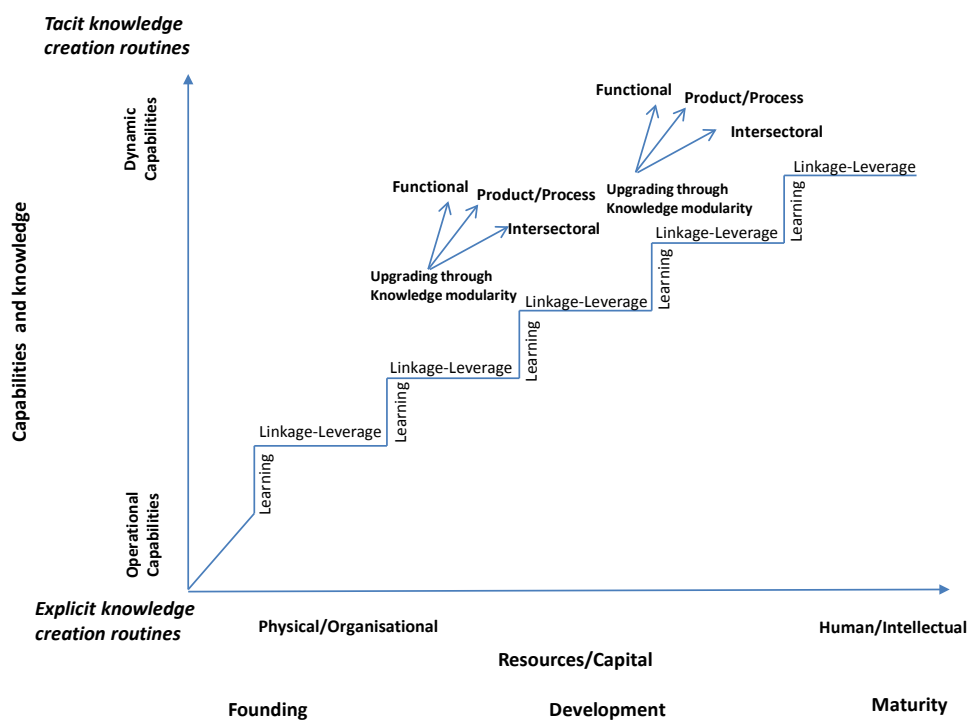 Tacit knowledge
creation routines
Functional
Product/Process
Intersectoral
Dynamic
Capabilities
Linkage-Leverage
Learning
Functional
Product/Process
Intersectoral
Upgrading through
Knowledge modularity
Linkage-Leverage
Learning
Upgrading through
Knowledge modularity
Linkage-Leverage
Learning
Capabilities and knowledge
Linkage-Leverage
Learning
Linkage-Leverage
Learning
Operational
Capabilities
Explicit knowledge
creation routines
Physical/Organisational
Human/Intellectual
Resources/Capital
Founding
Development
Maturity